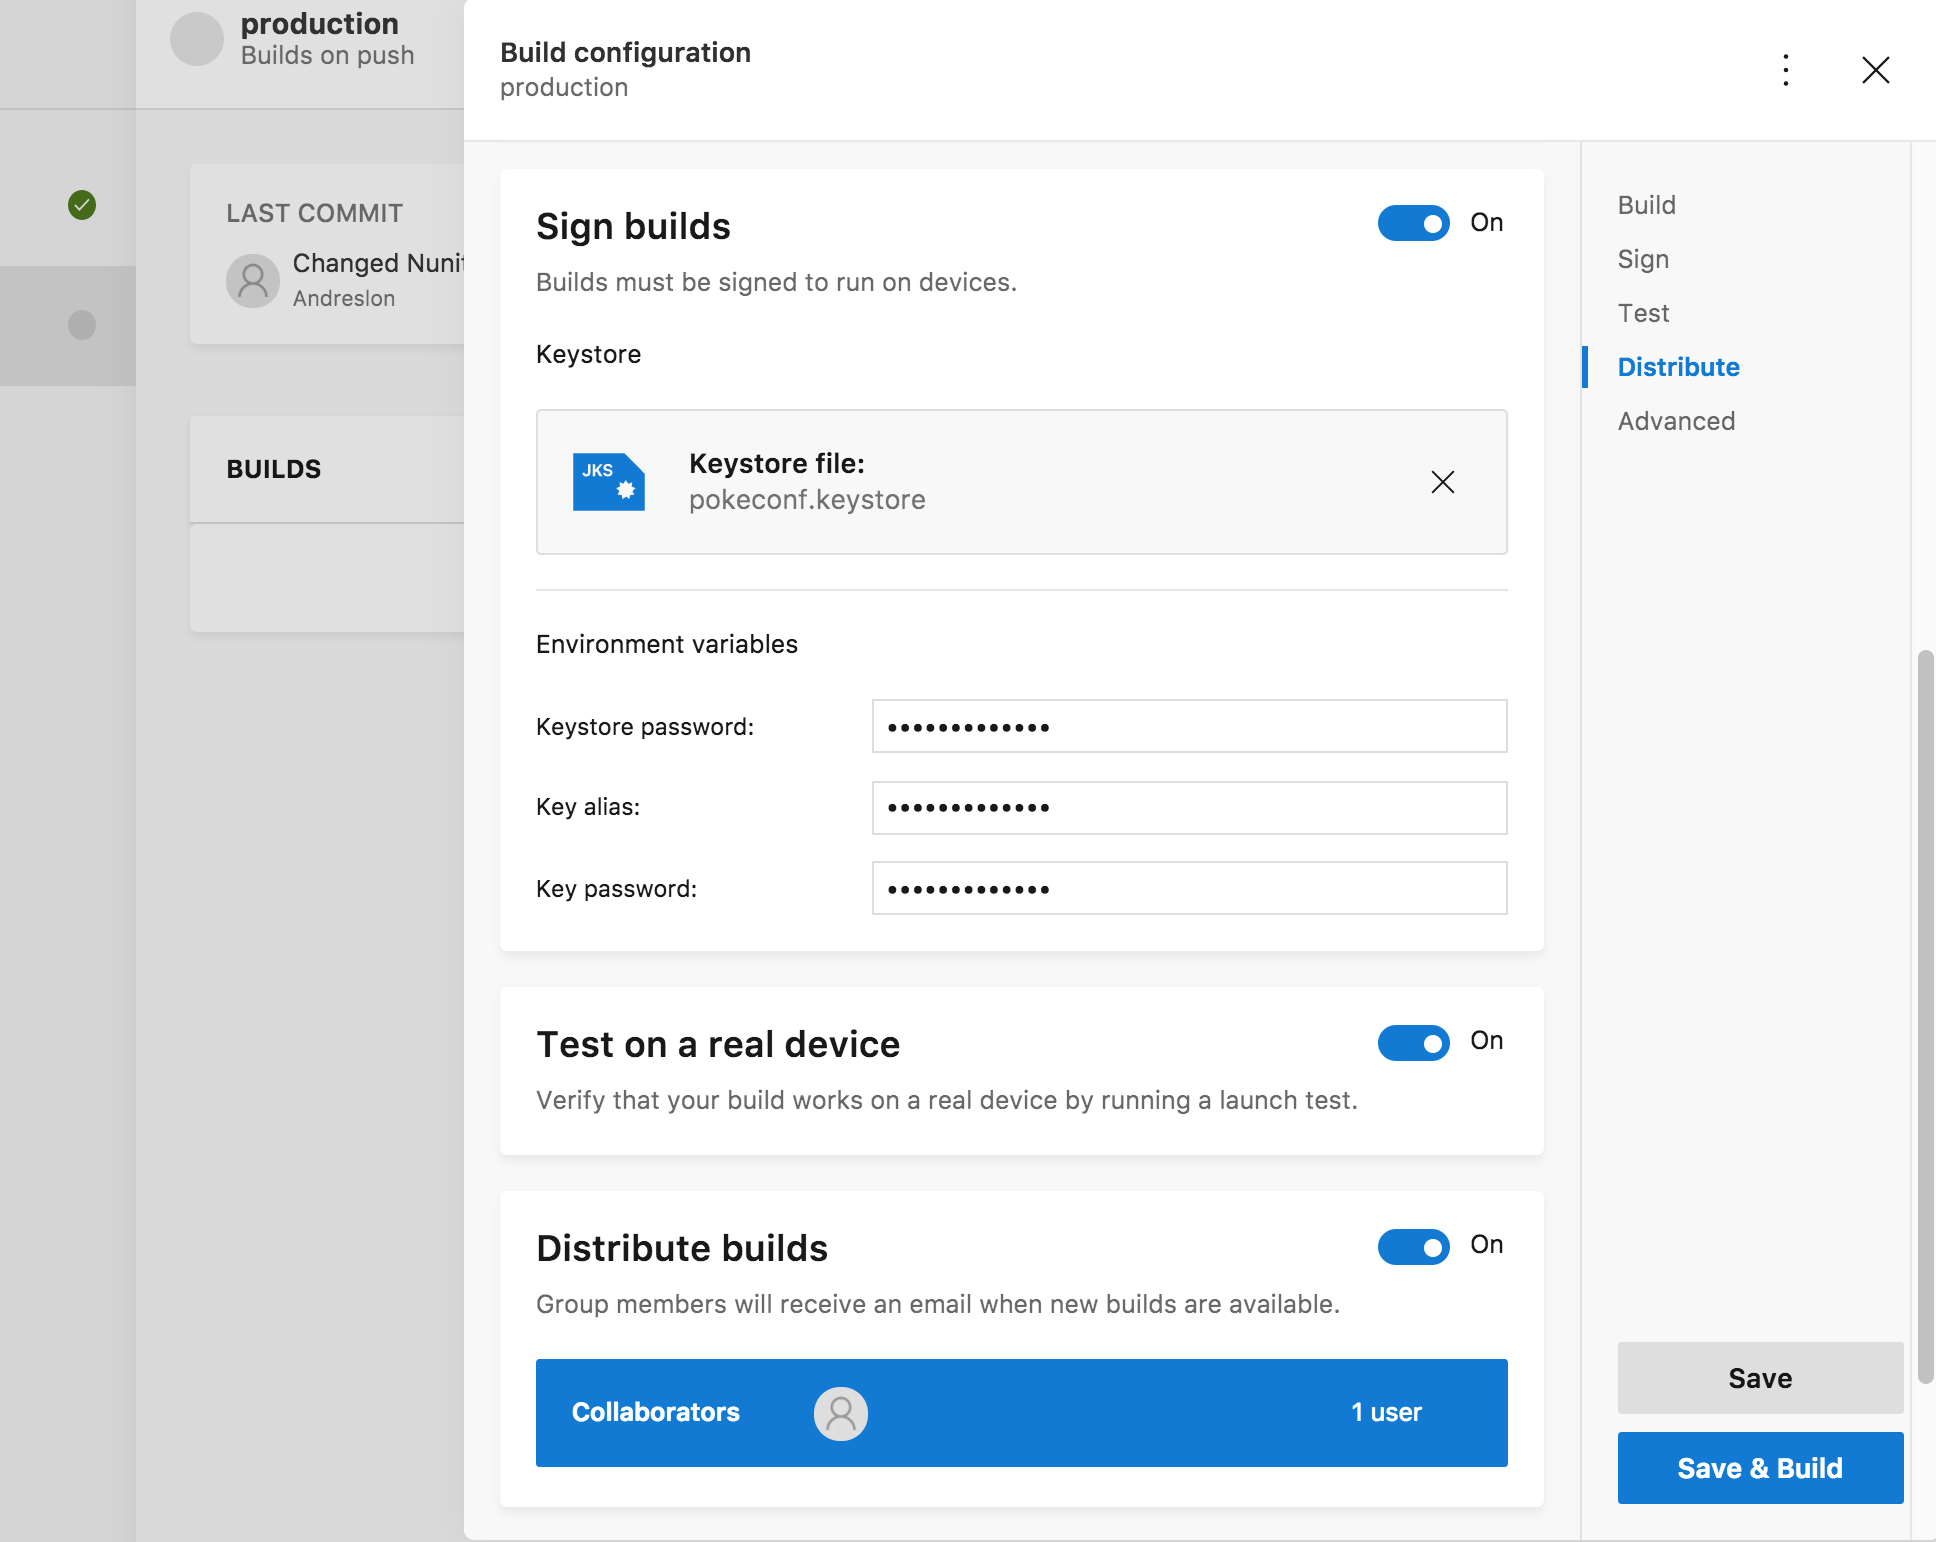 production
Builds on push
LAST COMMIT
Changed Nunit
Andreslon
BUILDS
Build configuration
production
Sign builds
On
Builds must be signed to run on devices.
Keystore
JKS
Keystore file:
pokeconf.keystore
Environment variables
Keystore password:
•••••••••••••
Key alias:
•••••••••••••
Key password:
•••••••••••••
Test on a real device
On
Verify that your build works on a real device by running a launch test.
Distribute builds
On
Group members will receive an email when new builds are available.
Collaborators
1 user
Build
Sign
Test
Distribute
Advanced
Save
Save & Build